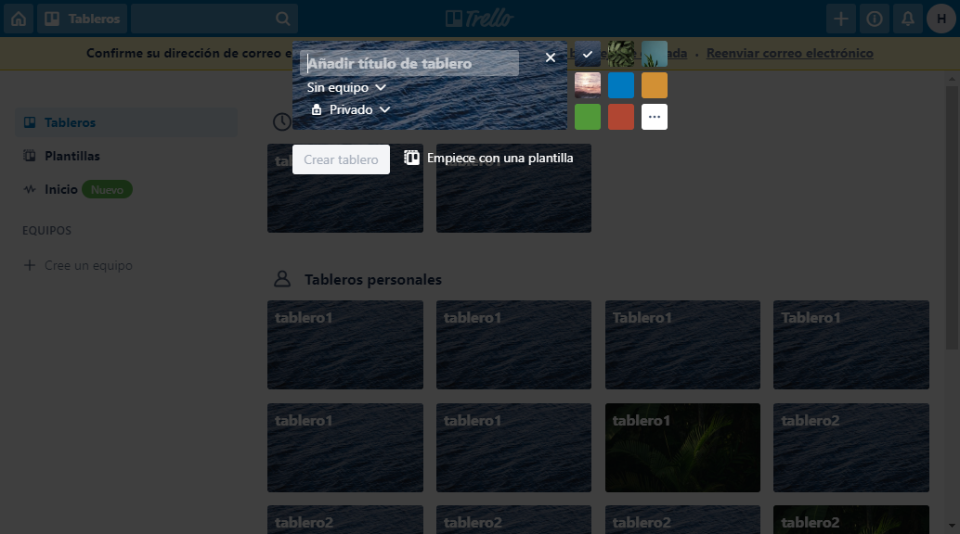 Tableros
Trello
H
Confirme su dirección de correo e
Reenviar correo electrónico
Añadir título de tablero
Sin equipo
Privado
Crear tablero
Empiece con una plantilla
Tableros
Plantillas
Inicio Nuevo
EQUIPOS
Cree un equipo
Tableros personales
tablero1 tablero1 Tablero1 Tablero1
tablero1 tablero1 tablero1 tablero2
tablero2 tablero2 tablero2 tablero2